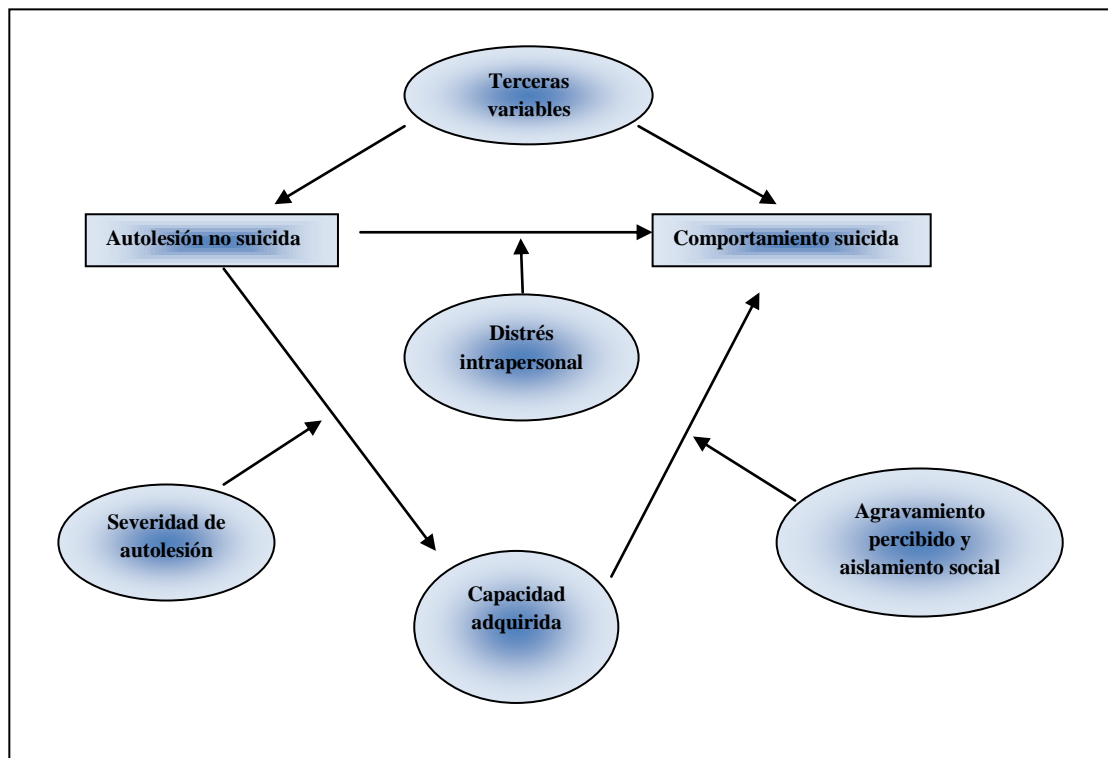 Terceras
variables
Autolesión no suicida
Comportamiento suicida
Distrés
intrapersonal
Severidad de
autolesión
Agravamiento
percibido y
aislamiento social
Capacidad
adquirida